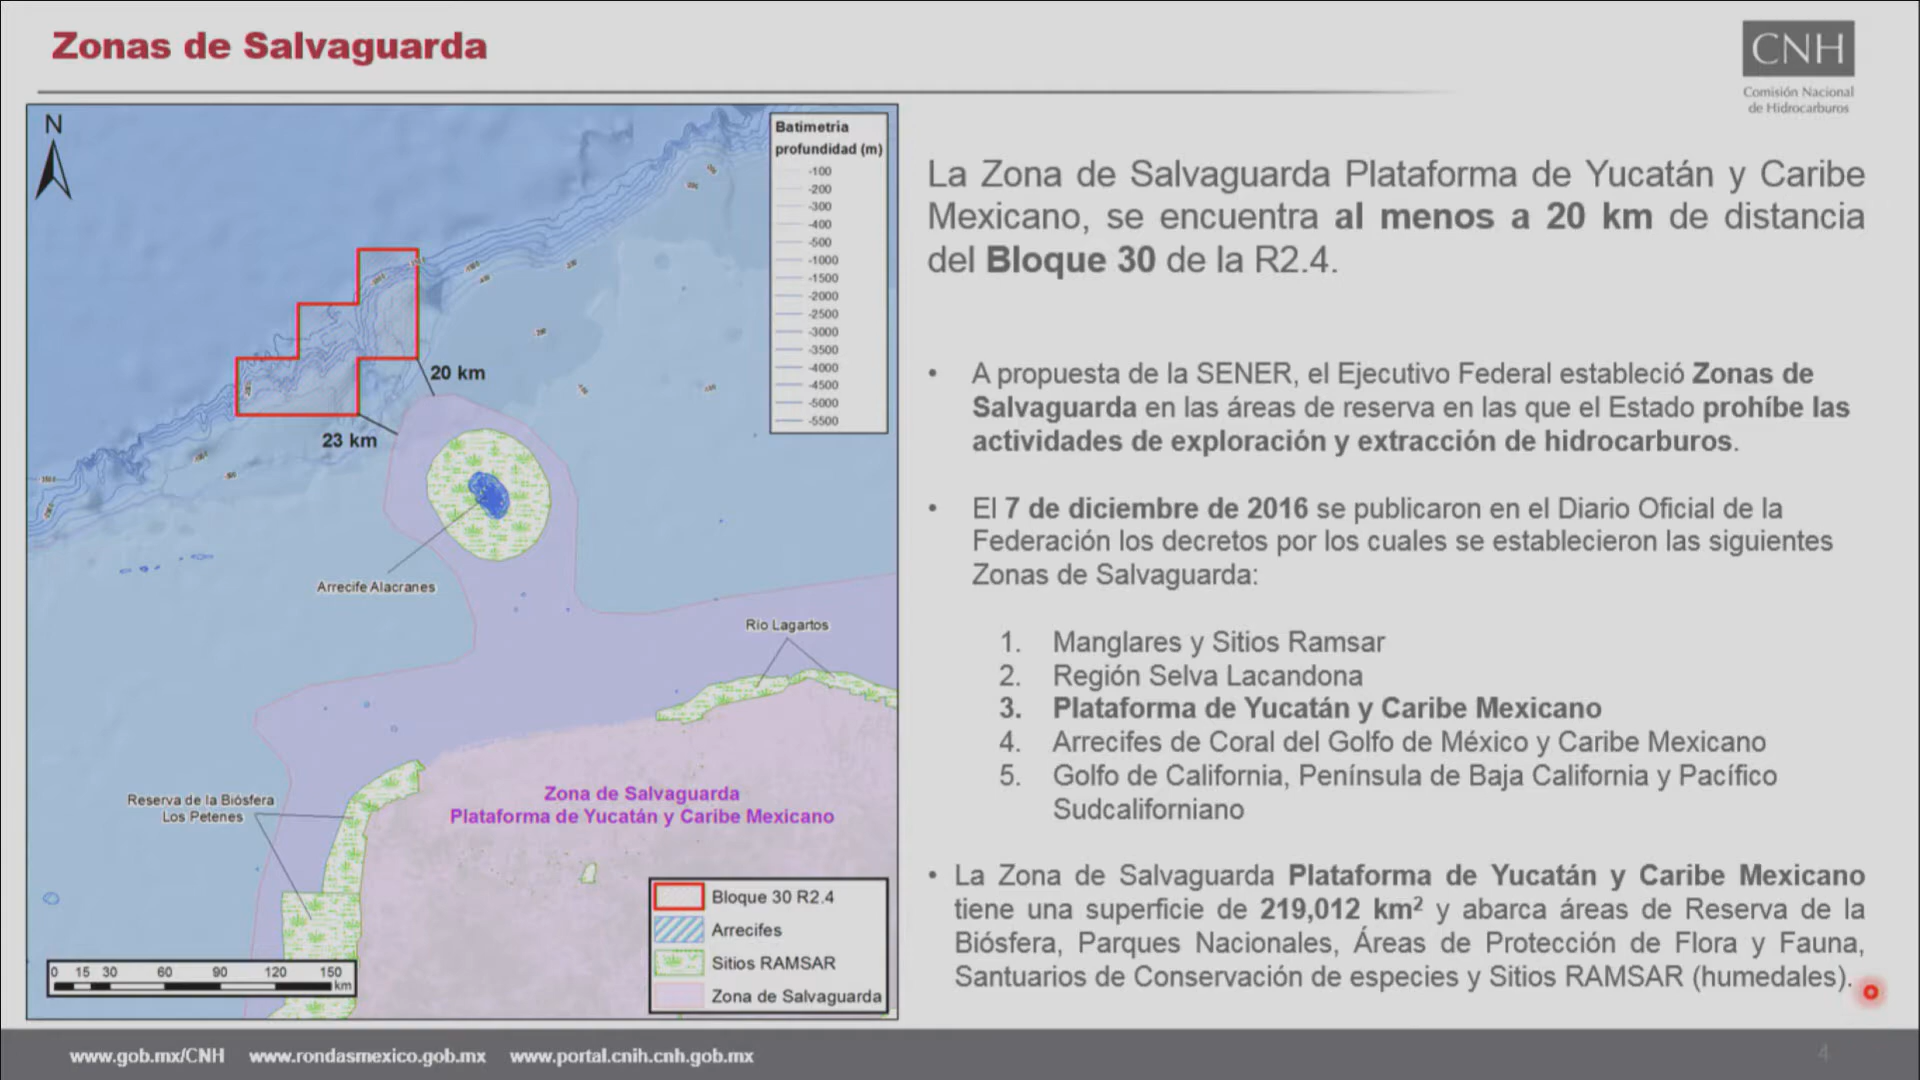 Zonas de Salvaguarda
CNH
Comisión Nacional
de Hidrocarburos
N
Batimetria
profundidad (m)
-100
-200
-300
-400
-500
-1000
-1500
-2000
-2500
-3000
-3500
-4000
-4500
-5000
-5500
20 km
23 km
Arrecife Alacranes
Rio Lagartos
Reserva de la Biósfera
Los Petenes
Zona de Salvaguarda
Plataforma de Yucatán y Caribe Mexicano
Bloque 30 R2.4
Arrecifes
Sitios RAMSAR
Zona de Salvaguarda
0 15 30 60 90 120 150
km
La Zona de Salvaguarda Plataforma de Yucatán y Caribe
Mexicano, se encuentra al menos a 20 km de distancia
del Bloque 30 de la R2.4.
• A propuesta de la SENER, el Ejecutivo Federal estableció Zonas de
Salvaguarda en las áreas de reserva en las que el Estado prohíbe las
actividades de exploración y extracción de hidrocarburos.
• El 7 de diciembre de 2016 se publicaron en el Diario Oficial de la
Federación los decretos por los cuales se establecieron las siguientes
Zonas de Salvaguarda:
1. Manglares y Sitios Ramsar
2. Región Selva Lacandona
3. Plataforma de Yucatán y Caribe Mexicano
4. Arrecifes de Coral del Golfo de México y Caribe Mexicano
5. Golfo de California, Península de Baja California y Pacífico
Sudcaliforniano
• La Zona de Salvaguarda Plataforma de Yucatán y Caribe Mexicano
tiene una superficie de 219,012 km² y abarca áreas de Reserva de la
Biósfera, Parques Nacionales, Áreas de Protección de Flora y Fauna,
Santuarios de Conservación de especies y Sitios RAMSAR (humedales).
www.gob.mx/CNH www.rondasmexico.gob.mx www.portal.cnih.cnh.gob.mx
4